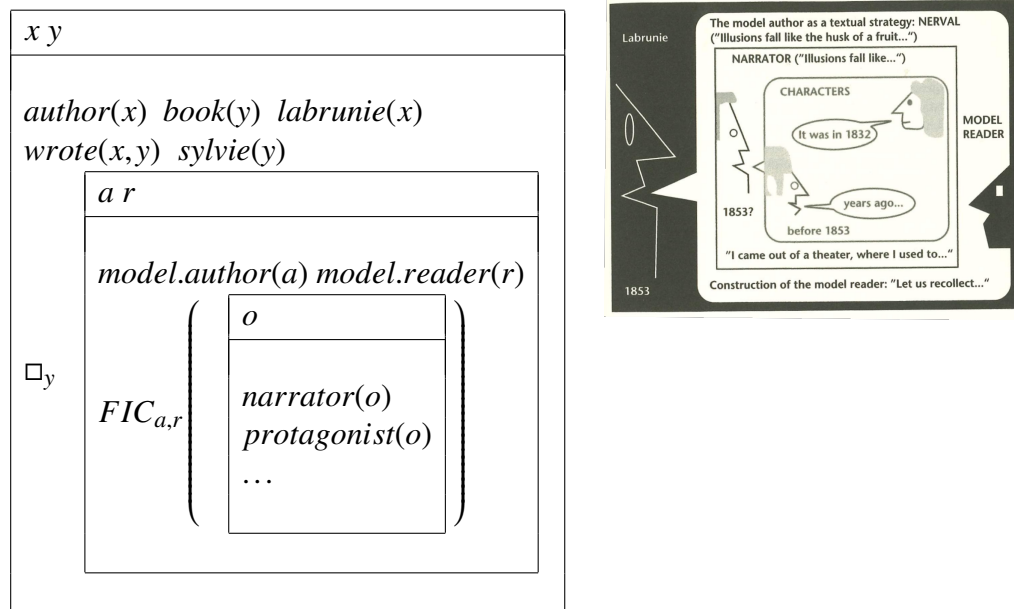 x y
author(x) book(y) labrunie(x)
wrote(x,y) sylvie(y)
a r
model.author(a) model.reader(r)
□y
FICa,r
o
narrator(o)
protagonist(o)
...
Labrunie
The model author as a textual strategy: NERVAL
("Illusions fall like the husk of a fruit...")
NARRATOR ("Illusions fall like...")
CHARACTERS
It was in 1832
MODEL
READER
1853?
years ago...
before 1853
"I came out of a theater, where I used to..."
Construction of the model reader: "Let us recollect..."
1853